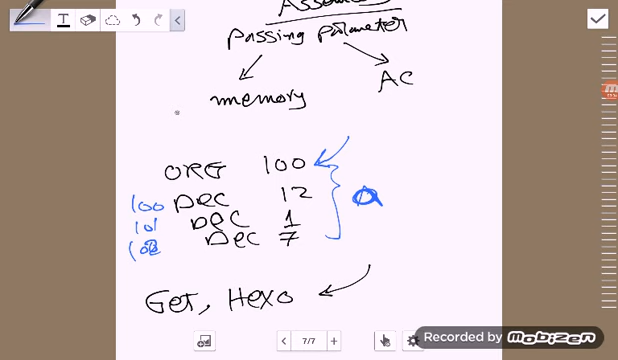 Passing Parameter
memory
AC
ORG 100
100 DEC 12
101 DEC 1
102 DEC 7
Get, Hex0
T
7/7
Recorded by MOBIZEN